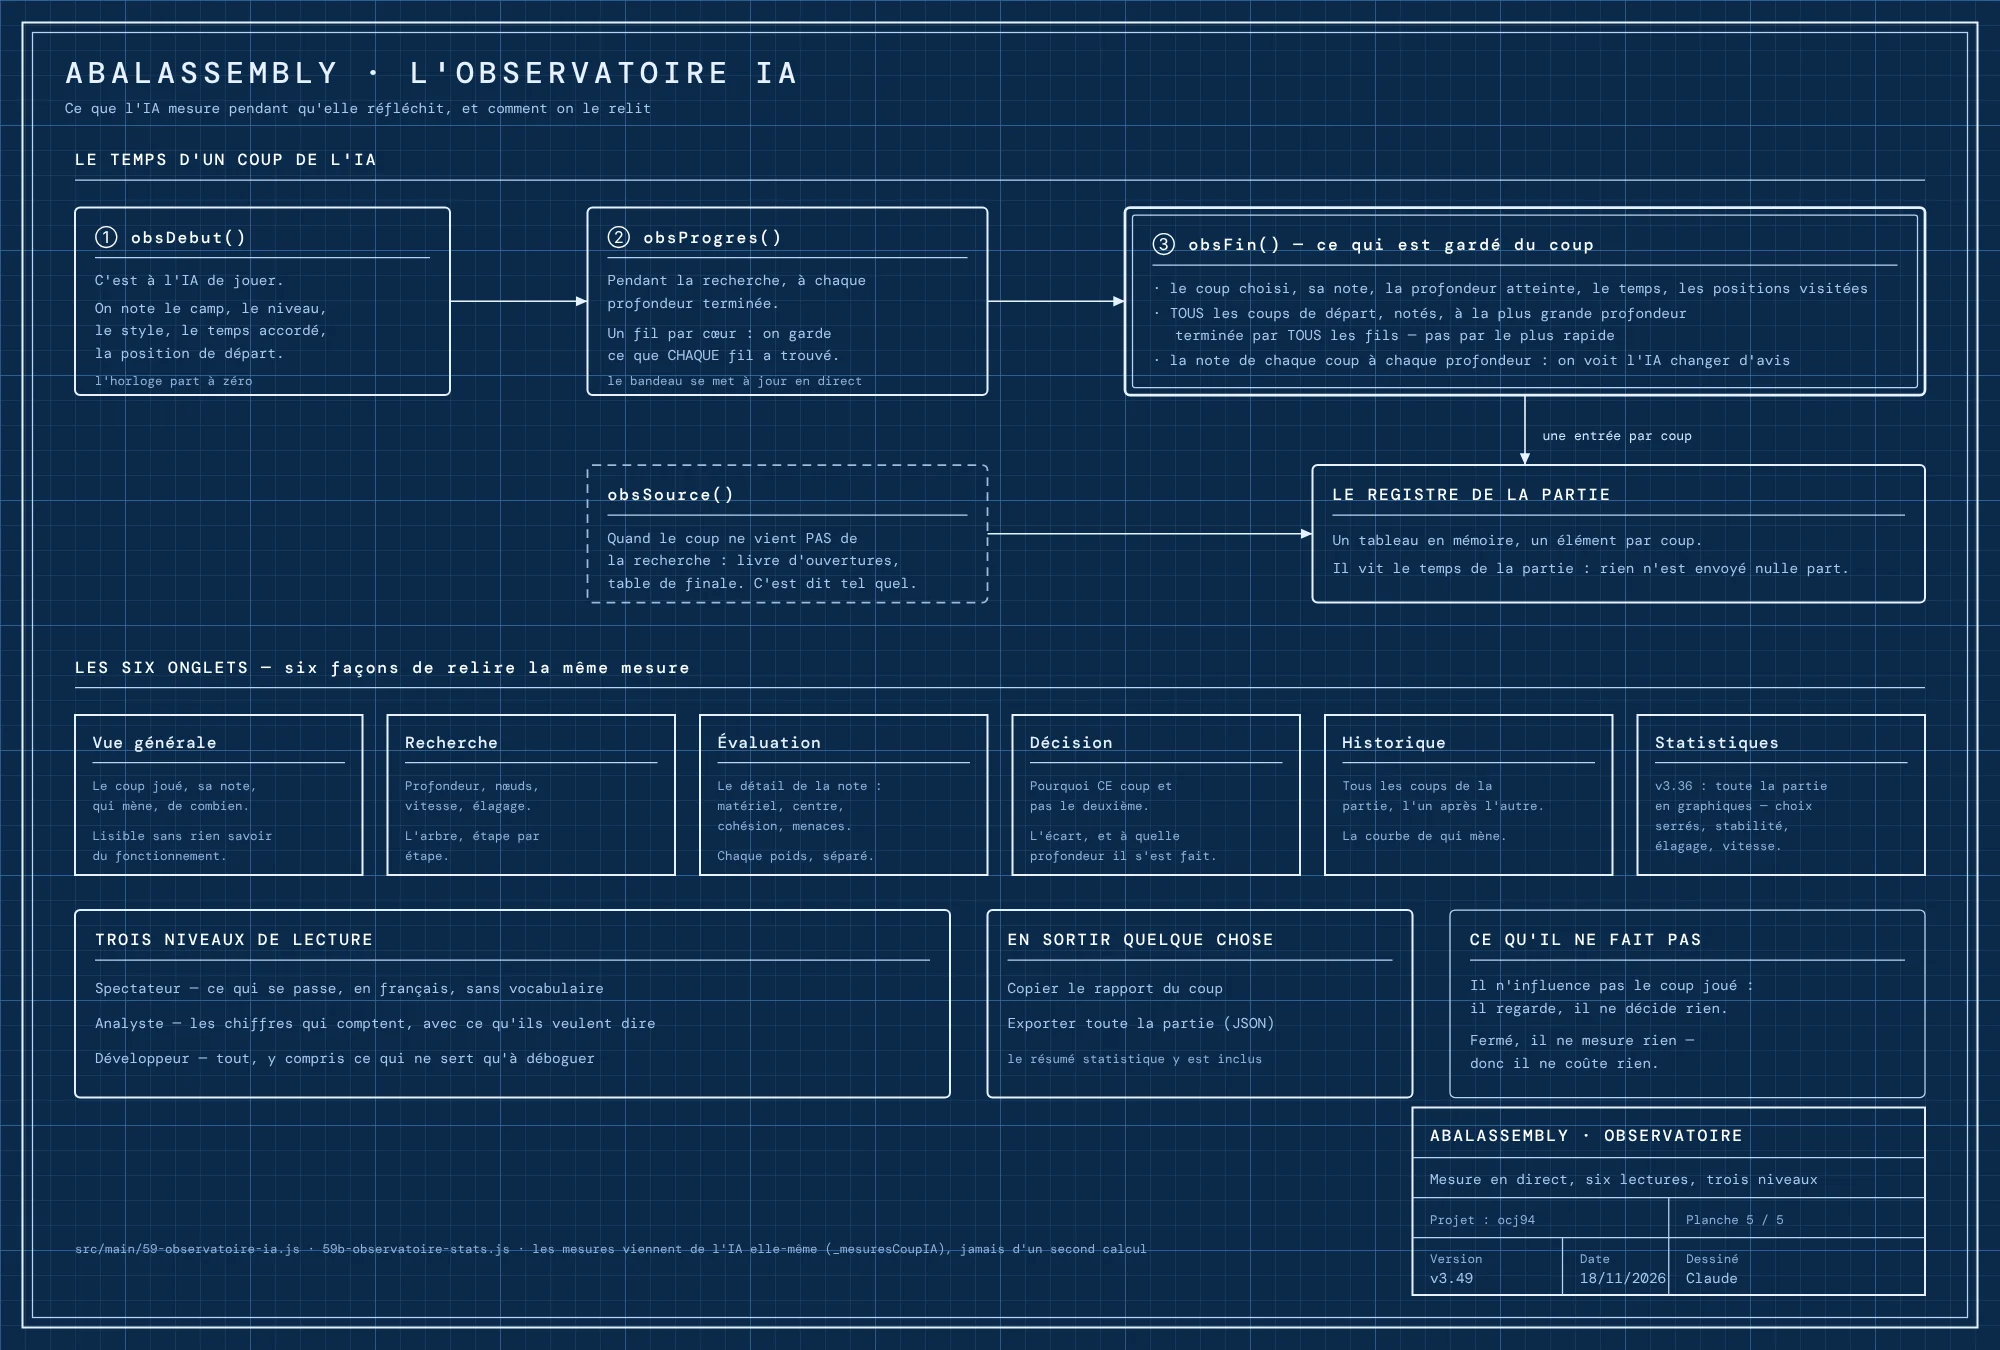 ABALASSEMBLY · L'OBSERVATOIRE IA
Ce que l'IA mesure pendant qu'elle réfléchit, et comment on le relit
LE TEMPS D'UN COUP DE L'IA
① obsDebut()
C'est à l'IA de jouer.
On note le camp, le niveau,
le style, le temps accordé,
la position de départ.
l'horloge part à zéro
② obsProgres()
Pendant la recherche, à chaque
profondeur terminée.
Un fil par cœur : on garde
ce que CHAQUE fil a trouvé.
le bandeau se met à jour en direct
③ obsFin() — ce qui est gardé du coup
· le coup choisi, sa note, la profondeur atteinte, le temps, les positions visitées
· TOUS les coups de départ, notés, à la plus grande profondeur
terminée par TOUS les fils — pas par le plus rapide
· la note de chaque coup à chaque profondeur : on voit l'IA changer d'avis
une entrée par coup
obsSource()
Quand le coup ne vient PAS de
la recherche : livre d'ouvertures,
table de finale. C'est dit tel quel.
LE REGISTRE DE LA PARTIE
Un tableau en mémoire, un élément par coup.
Il vit le temps de la partie : rien n'est envoyé nulle part.
LES SIX ONGLETS — six façons de relire la même mesure
Vue générale
Le coup joué, sa note,
qui mène, de combien.
Lisible sans rien savoir
du fonctionnement.
Recherche
Profondeur, nœuds,
vitesse, élagage.
L'arbre, étape par
étape.
Évaluation
Le détail de la note :
matériel, centre,
cohésion, menaces.
Chaque poids, séparé.
Décision
Pourquoi CE coup et
pas le deuxième.
L'écart, et à quelle
profondeur il s'est fait.
Historique
Tous les coups de la
partie, l'un après l'autre.
La courbe de qui mène.
Statistiques
v3.36 : toute la partie
en graphiques — choix
serrés, stabilité,
élagage, vitesse.
TROIS NIVEAUX DE LECTURE
Spectateur — ce qui se passe, en français, sans vocabulaire
Analyste — les chiffres qui comptent, avec ce qu'ils veulent dire
Développeur — tout, y compris ce qui ne sert qu'à déboguer
EN SORTIR QUELQUE CHOSE
Copier le rapport du coup
Exporter toute la partie (JSON)
le résumé statistique y est inclus
CE QU'IL NE FAIT PAS
Il n'influence pas le coup joué :
il regarde, il ne décide rien.
Fermé, il ne mesure rien —
donc il ne coûte rien.
ABALASSEMBLY · OBSERVATOIRE
Mesure en direct, six lectures, trois niveaux
Projet : ocj94
Planche 5 / 5
Version
v3.49
Date
18/11/2026
Dessiné
Claude
src/main/59-observatoire-ia.js · 59b-observatoire-stats.js · les mesures viennent de l'IA elle-même (_mesuresCoupIA), jamais d'un second calcul